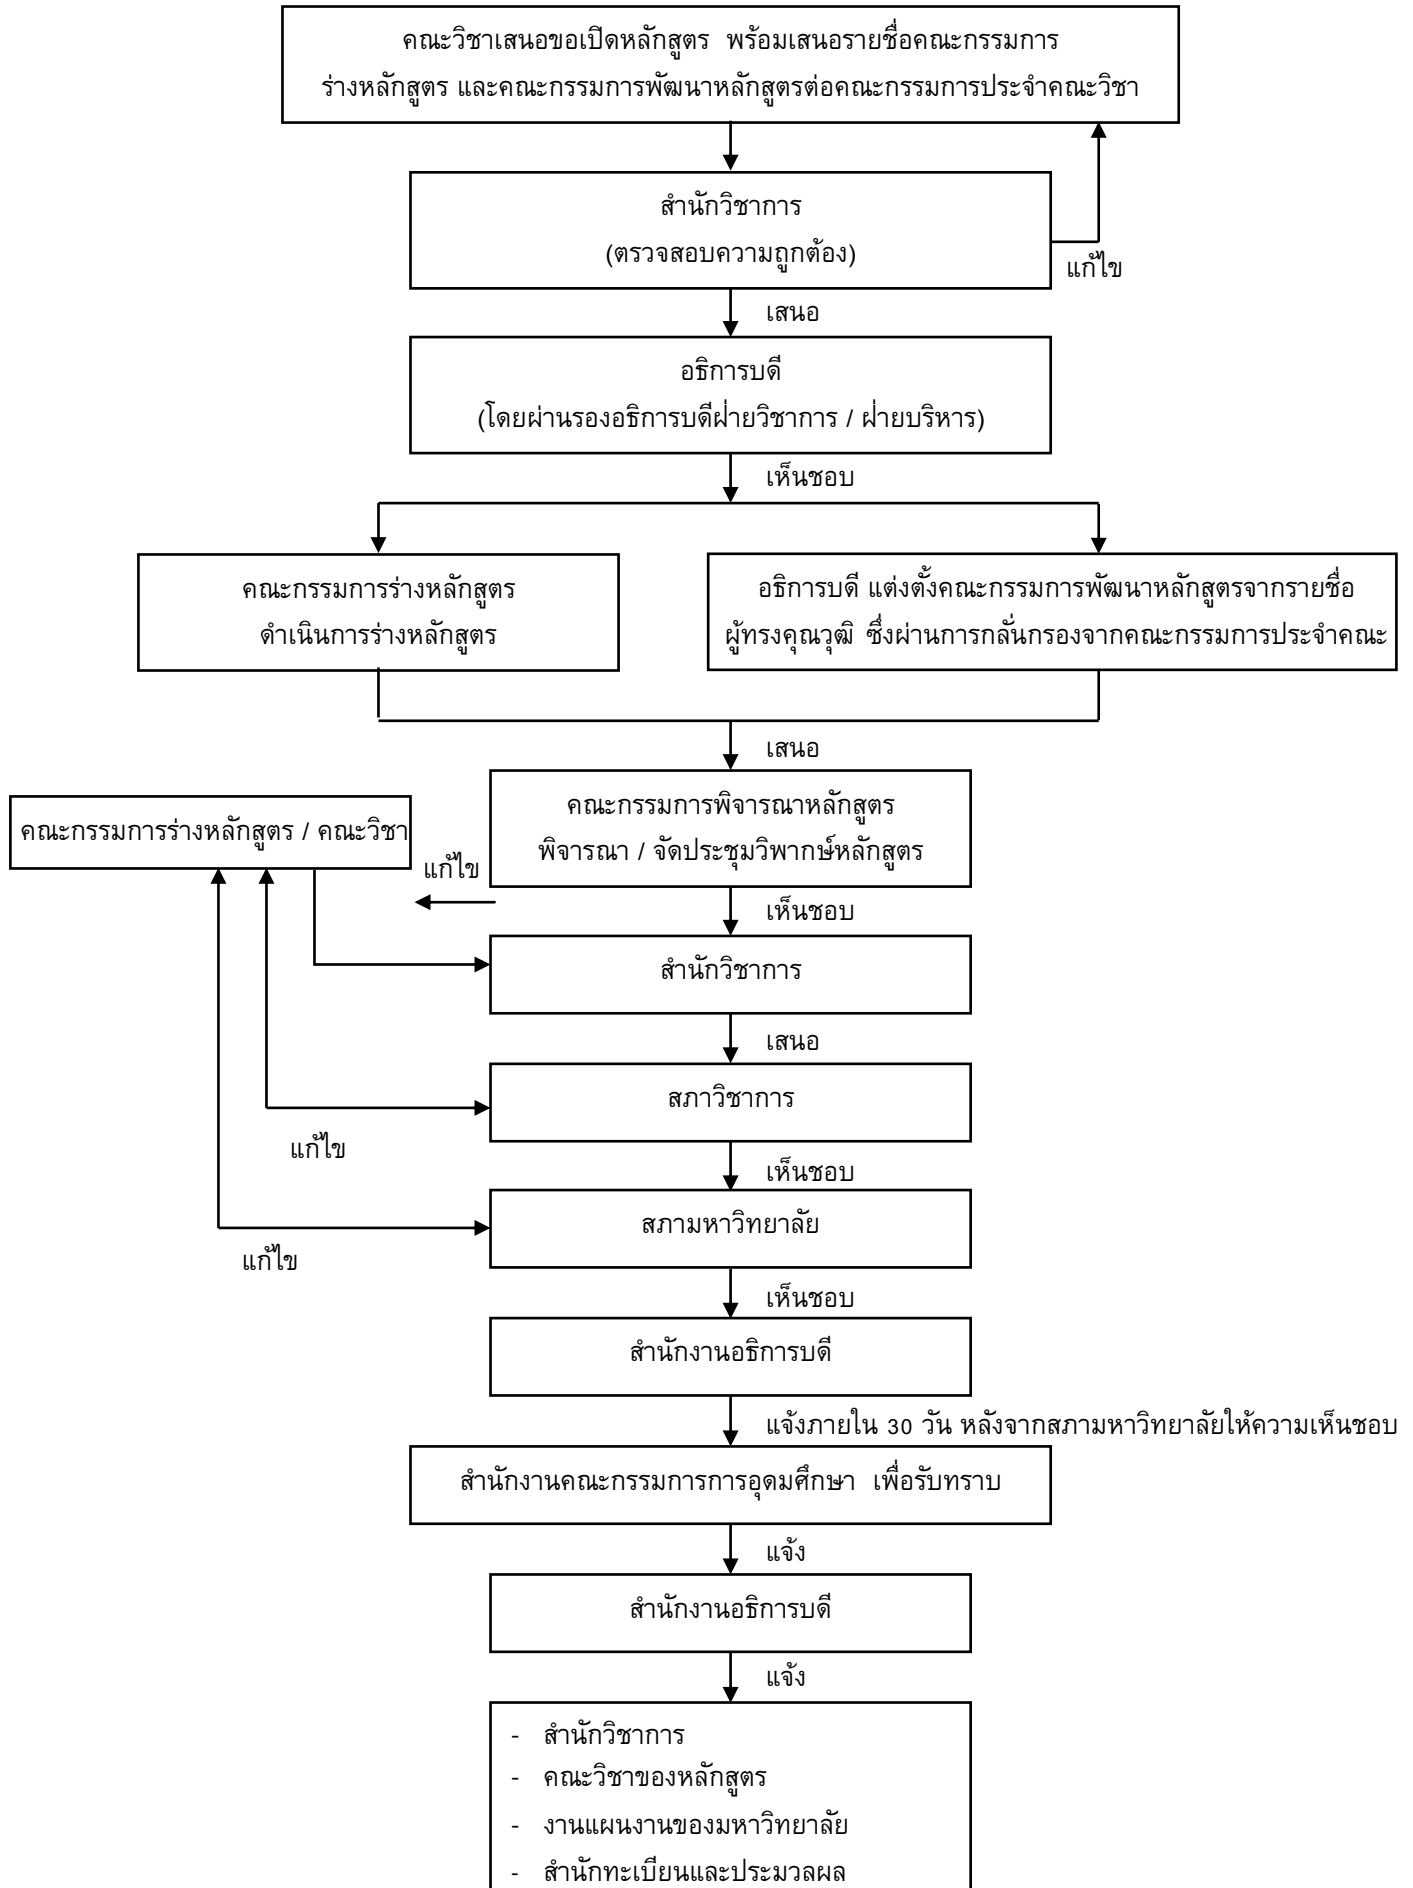 คณะวิชาเสนอขอเปิดหลักสูตร พร้อมเสนอรายชื่อคณะกรรมการ
ร่างหลักสูตร และคณะกรรมการพัฒนาหลักสูตรต่อคณะกรรมการประจำคณะวิชา
สำนักวิชาการ
(ตรวจสอบความถูกต้อง)
แก้ไข
เสนอ
อธิการบดี
(โดยผ่านรองอธิการบดีฝ่ายวิชาการ / ฝ่ายบริหาร)
เห็นชอบ
คณะกรรมการร่างหลักสูตร
ดำเนินการร่างหลักสูตร
อธิการบดี แต่งตั้งคณะกรรมการพัฒนาหลักสูตรจากรายชื่อ
ผู้ทรงคุณวุฒิ ซึ่งผ่านการกลั่นกรองจากคณะกรรมการประจำคณะ
เสนอ
คณะกรรมการพิจารณาหลักสูตร
พิจารณา / จัดประชุมวิพากษ์หลักสูตร
คณะกรรมการร่างหลักสูตร / คณะวิชา
แก้ไข
เห็นชอบ
สำนักวิชาการ
เสนอ
สภาวิชาการ
แก้ไข
เห็นชอบ
สภามหาวิทยาลัย
แก้ไข
เห็นชอบ
สำนักงานอธิการบดี
แจ้งภายใน 30 วัน หลังจากสภามหาวิทยาลัยให้ความเห็นชอบ
สำนักงานคณะกรรมการการอุดมศึกษา เพื่อรับทราบ
แจ้ง
สำนักงานอธิการบดี
แจ้ง
- สำนักวิชาการ
- คณะวิชาของหลักสูตร
- งานแผนงานของมหาวิทยาลัย
- สำนักทะเบียนและประมวลผล